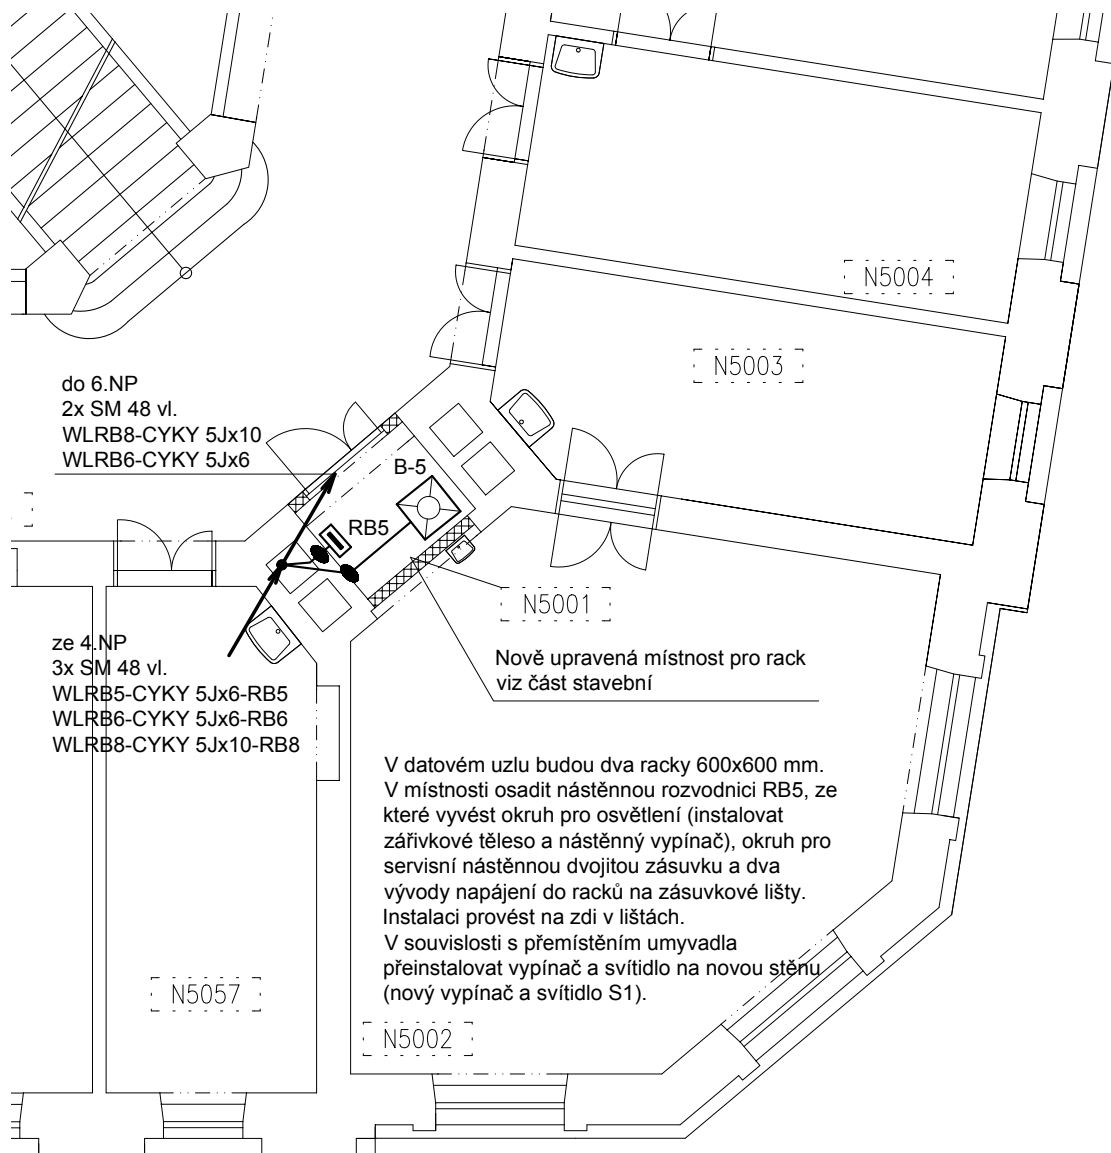 N5004
N5003
do 6.NP
2x SM 48 vl.
WLRB8-CYKY 5Jx10
WLRB6-CYKY 5Jx6
B-5
RB5
N5001
ze 4.NP
3x SM 48 vl.
WLRB5-CYKY 5Jx6-RB5
WLRB6-CYKY 5Jx6-RB6
WLRB8-CYKY 5Jx10-RB8
Nově upravená místnost pro rack
viz část stavební
V datovém uzlu budou dva racky 600x600 mm.
V místnosti osadit nástěnnou rozvodnici RB5, ze
které vyvést okruh pro osvětlení (instalovat
zářivkové těleso a nástěnný vypínač), okruh pro
servisní nástěnnou dvojitou zásuvku a dva
vývody napájení do racků na zásuvkové lišty.
Instalaci provést na zdi v lištách.
V souvislosti s přemístěním umyvadla
přeinstalovat vypínač a svítidlo na novou stěnu
(nový vypínač a svítidlo S1).
N5057
N5002